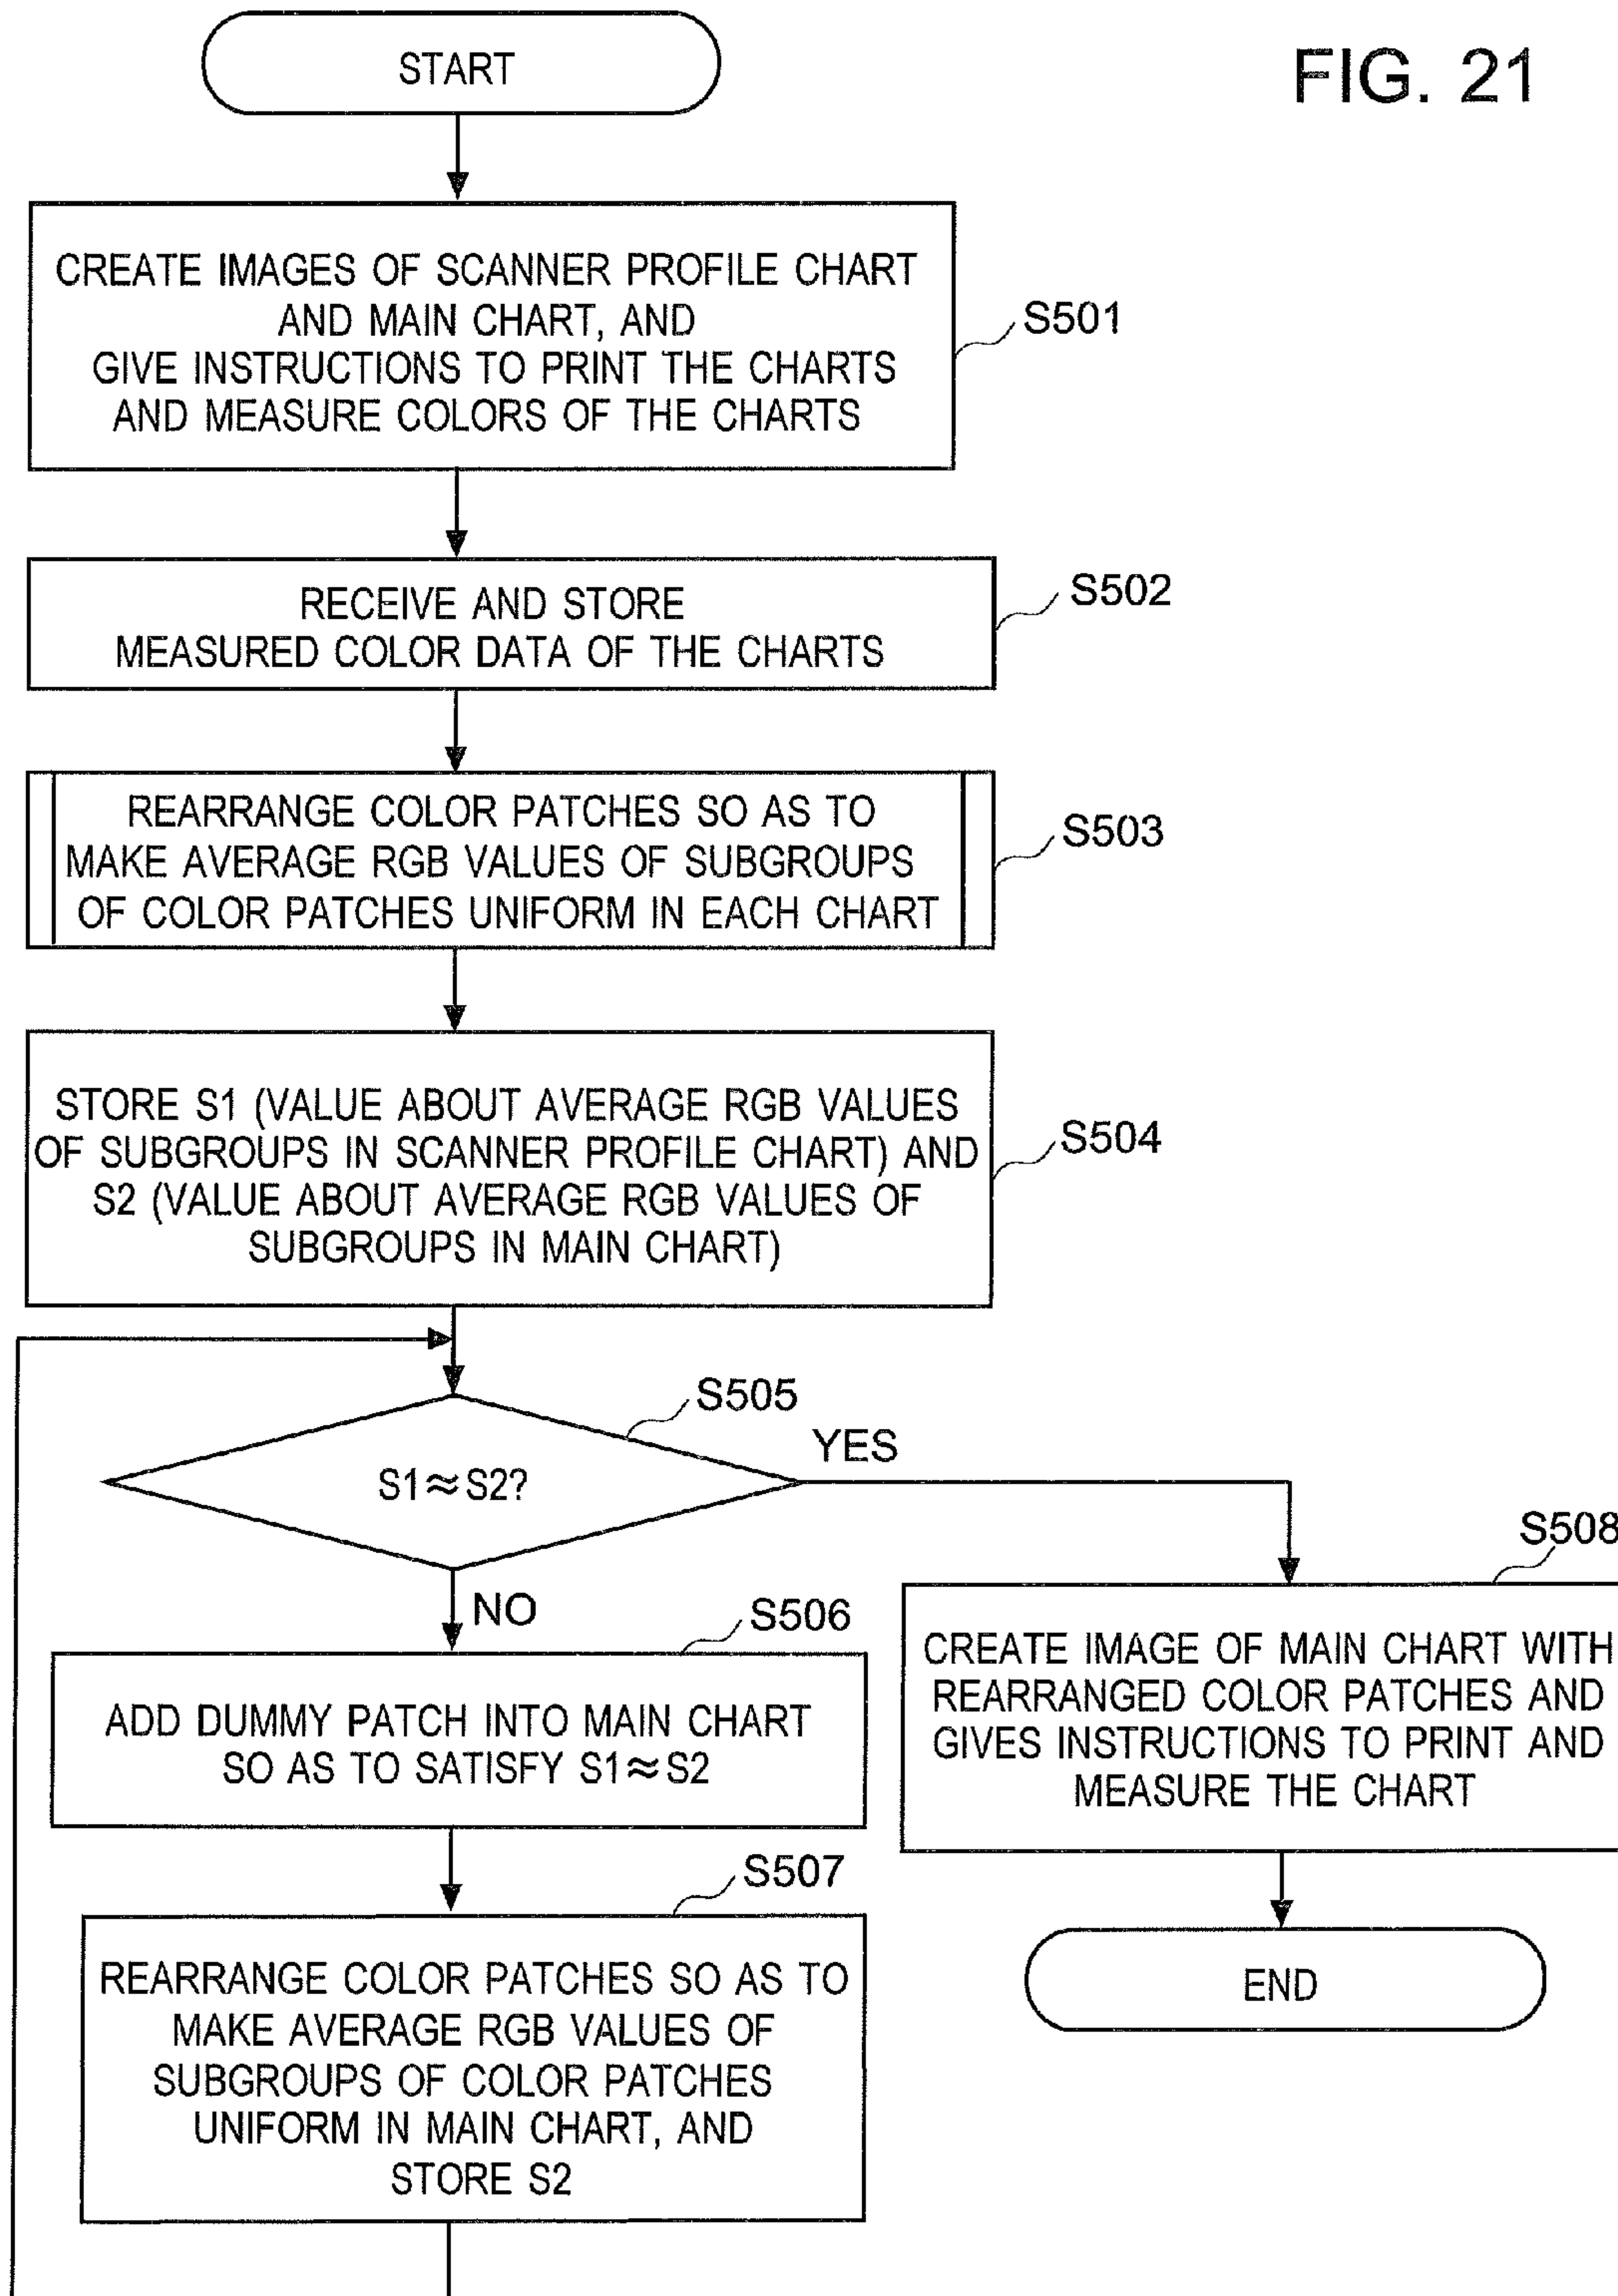 FIG. 21
START
CREATE IMAGES OF SCANNER PROFILE CHART
AND MAIN CHART, AND
GIVE INSTRUCTIONS TO PRINT THE CHARTS
AND MEASURE COLORS OF THE CHARTS
S501
RECEIVE AND STORE
MEASURED COLOR DATA OF THE CHARTS
S502
REARRANGE COLOR PATCHES SO AS TO
MAKE AVERAGE RGB VALUES OF SUBGROUPS
OF COLOR PATCHES UNIFORM IN EACH CHART
S503
STORE S1 (VALUE ABOUT AVERAGE RGB VALUES
OF SUBGROUPS IN SCANNER PROFILE CHART) AND
S2 (VALUE ABOUT AVERAGE RGB VALUES OF
SUBGROUPS IN MAIN CHART)
S504
S1≈S2?
S505
YES
NO
ADD DUMMY PATCH INTO MAIN CHART
SO AS TO SATISFY S1≈S2
S506
REARRANGE COLOR PATCHES SO AS TO
MAKE AVERAGE RGB VALUES OF
SUBGROUPS OF COLOR PATCHES
UNIFORM IN MAIN CHART, AND
STORE S2
S507
CREATE IMAGE OF MAIN CHART WITH
REARRANGED COLOR PATCHES AND
GIVES INSTRUCTIONS TO PRINT AND
MEASURE THE CHART
S508
END